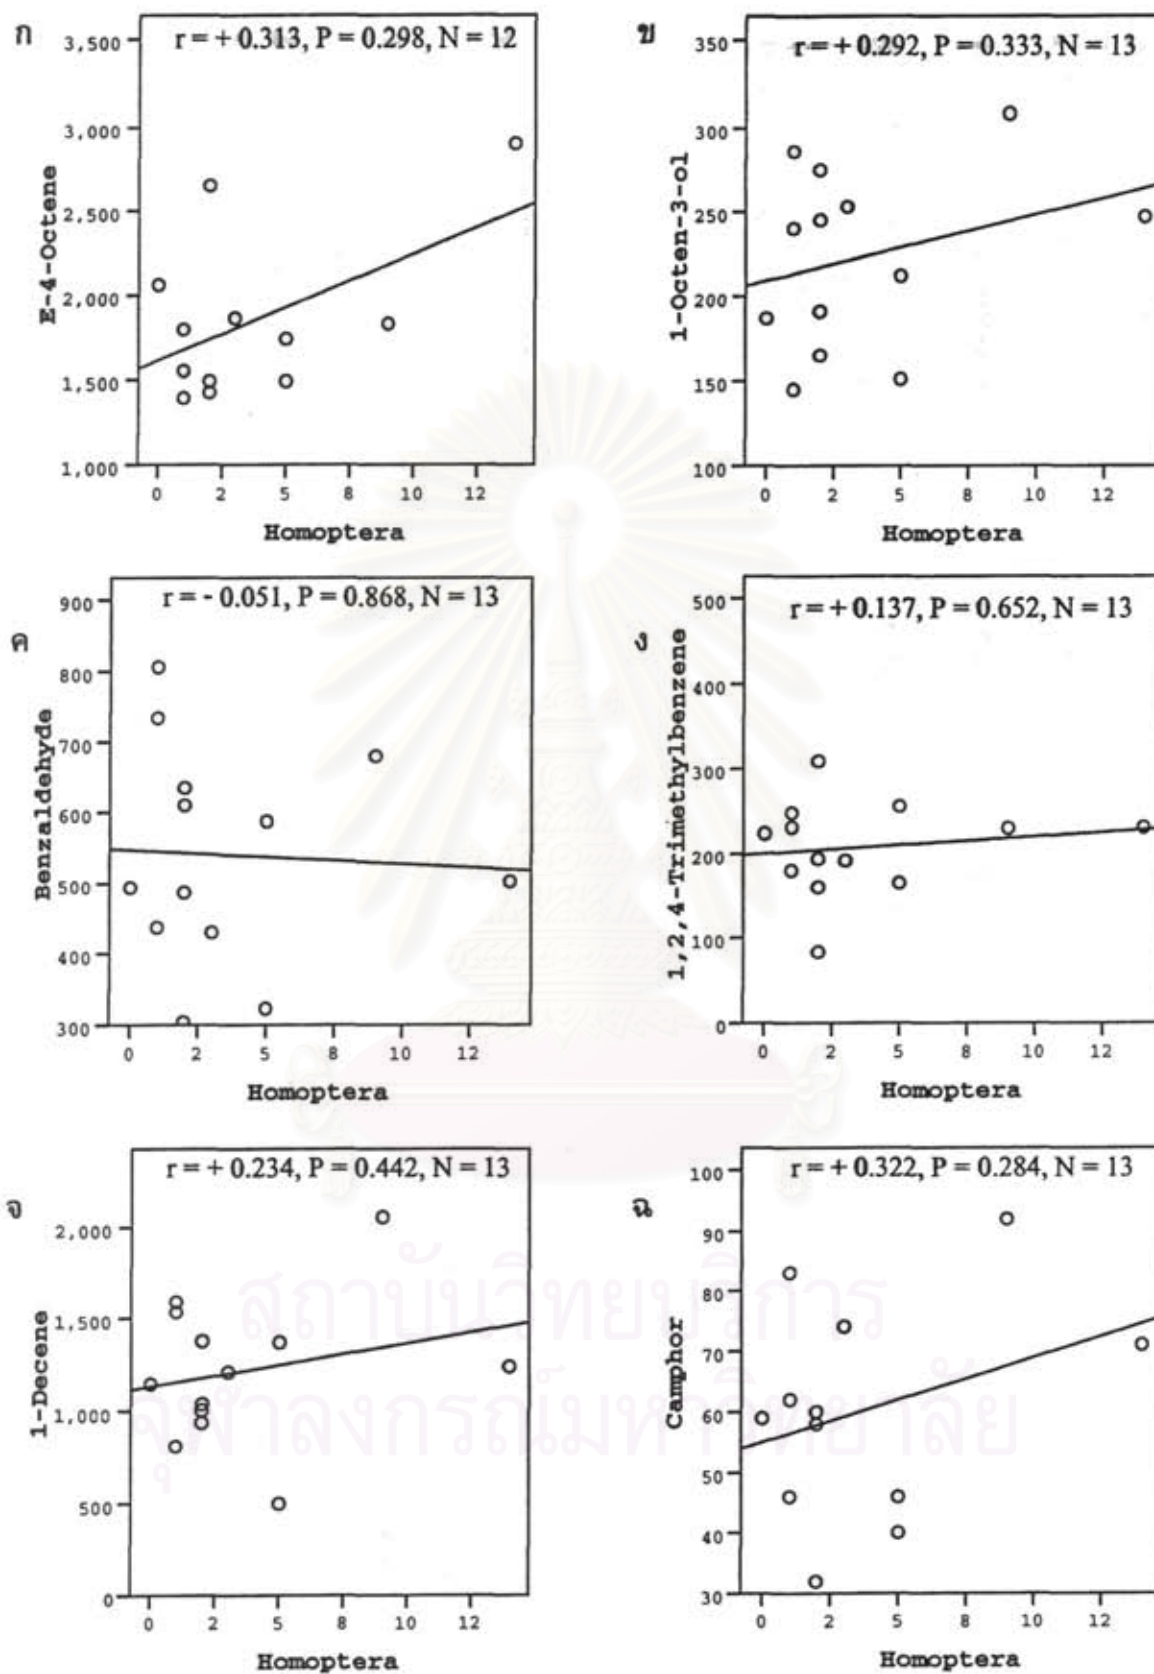 ก
r = + 0.313, P = 0.298, N = 12
3,500
3,000
2,500
2,000
1,500
1,000
E-4-Octene
0 2 5 8 10 12
Homoptera
ข
r = + 0.292, P = 0.333, N = 13
350
300
250
200
150
100
1-Octen-3-ol
0 2 5 8 10 12
Homoptera
ค
r = - 0.051, P = 0.868, N = 13
900
800
700
600
500
400
300
Benzaldehyde
0 2 5 8 10 12
Homoptera
ง
r = + 0.137, P = 0.652, N = 13
500
400
300
200
100
0
1,2,4-Trimethylbenzene
0 2 5 8 10 12
Homoptera
จ
r = + 0.234, P = 0.442, N = 13
2,000
1,500
1,000
500
0
1-Decene
0 2 5 8 10 12
Homoptera
ฉ
r = + 0.322, P = 0.284, N = 13
100
90
80
70
60
50
40
30
Camphor
0 2 5 8 10 12
Homoptera
สถาบันวิทยบริการ
จุฬาลงกรณ์มหาวิทยาลัย